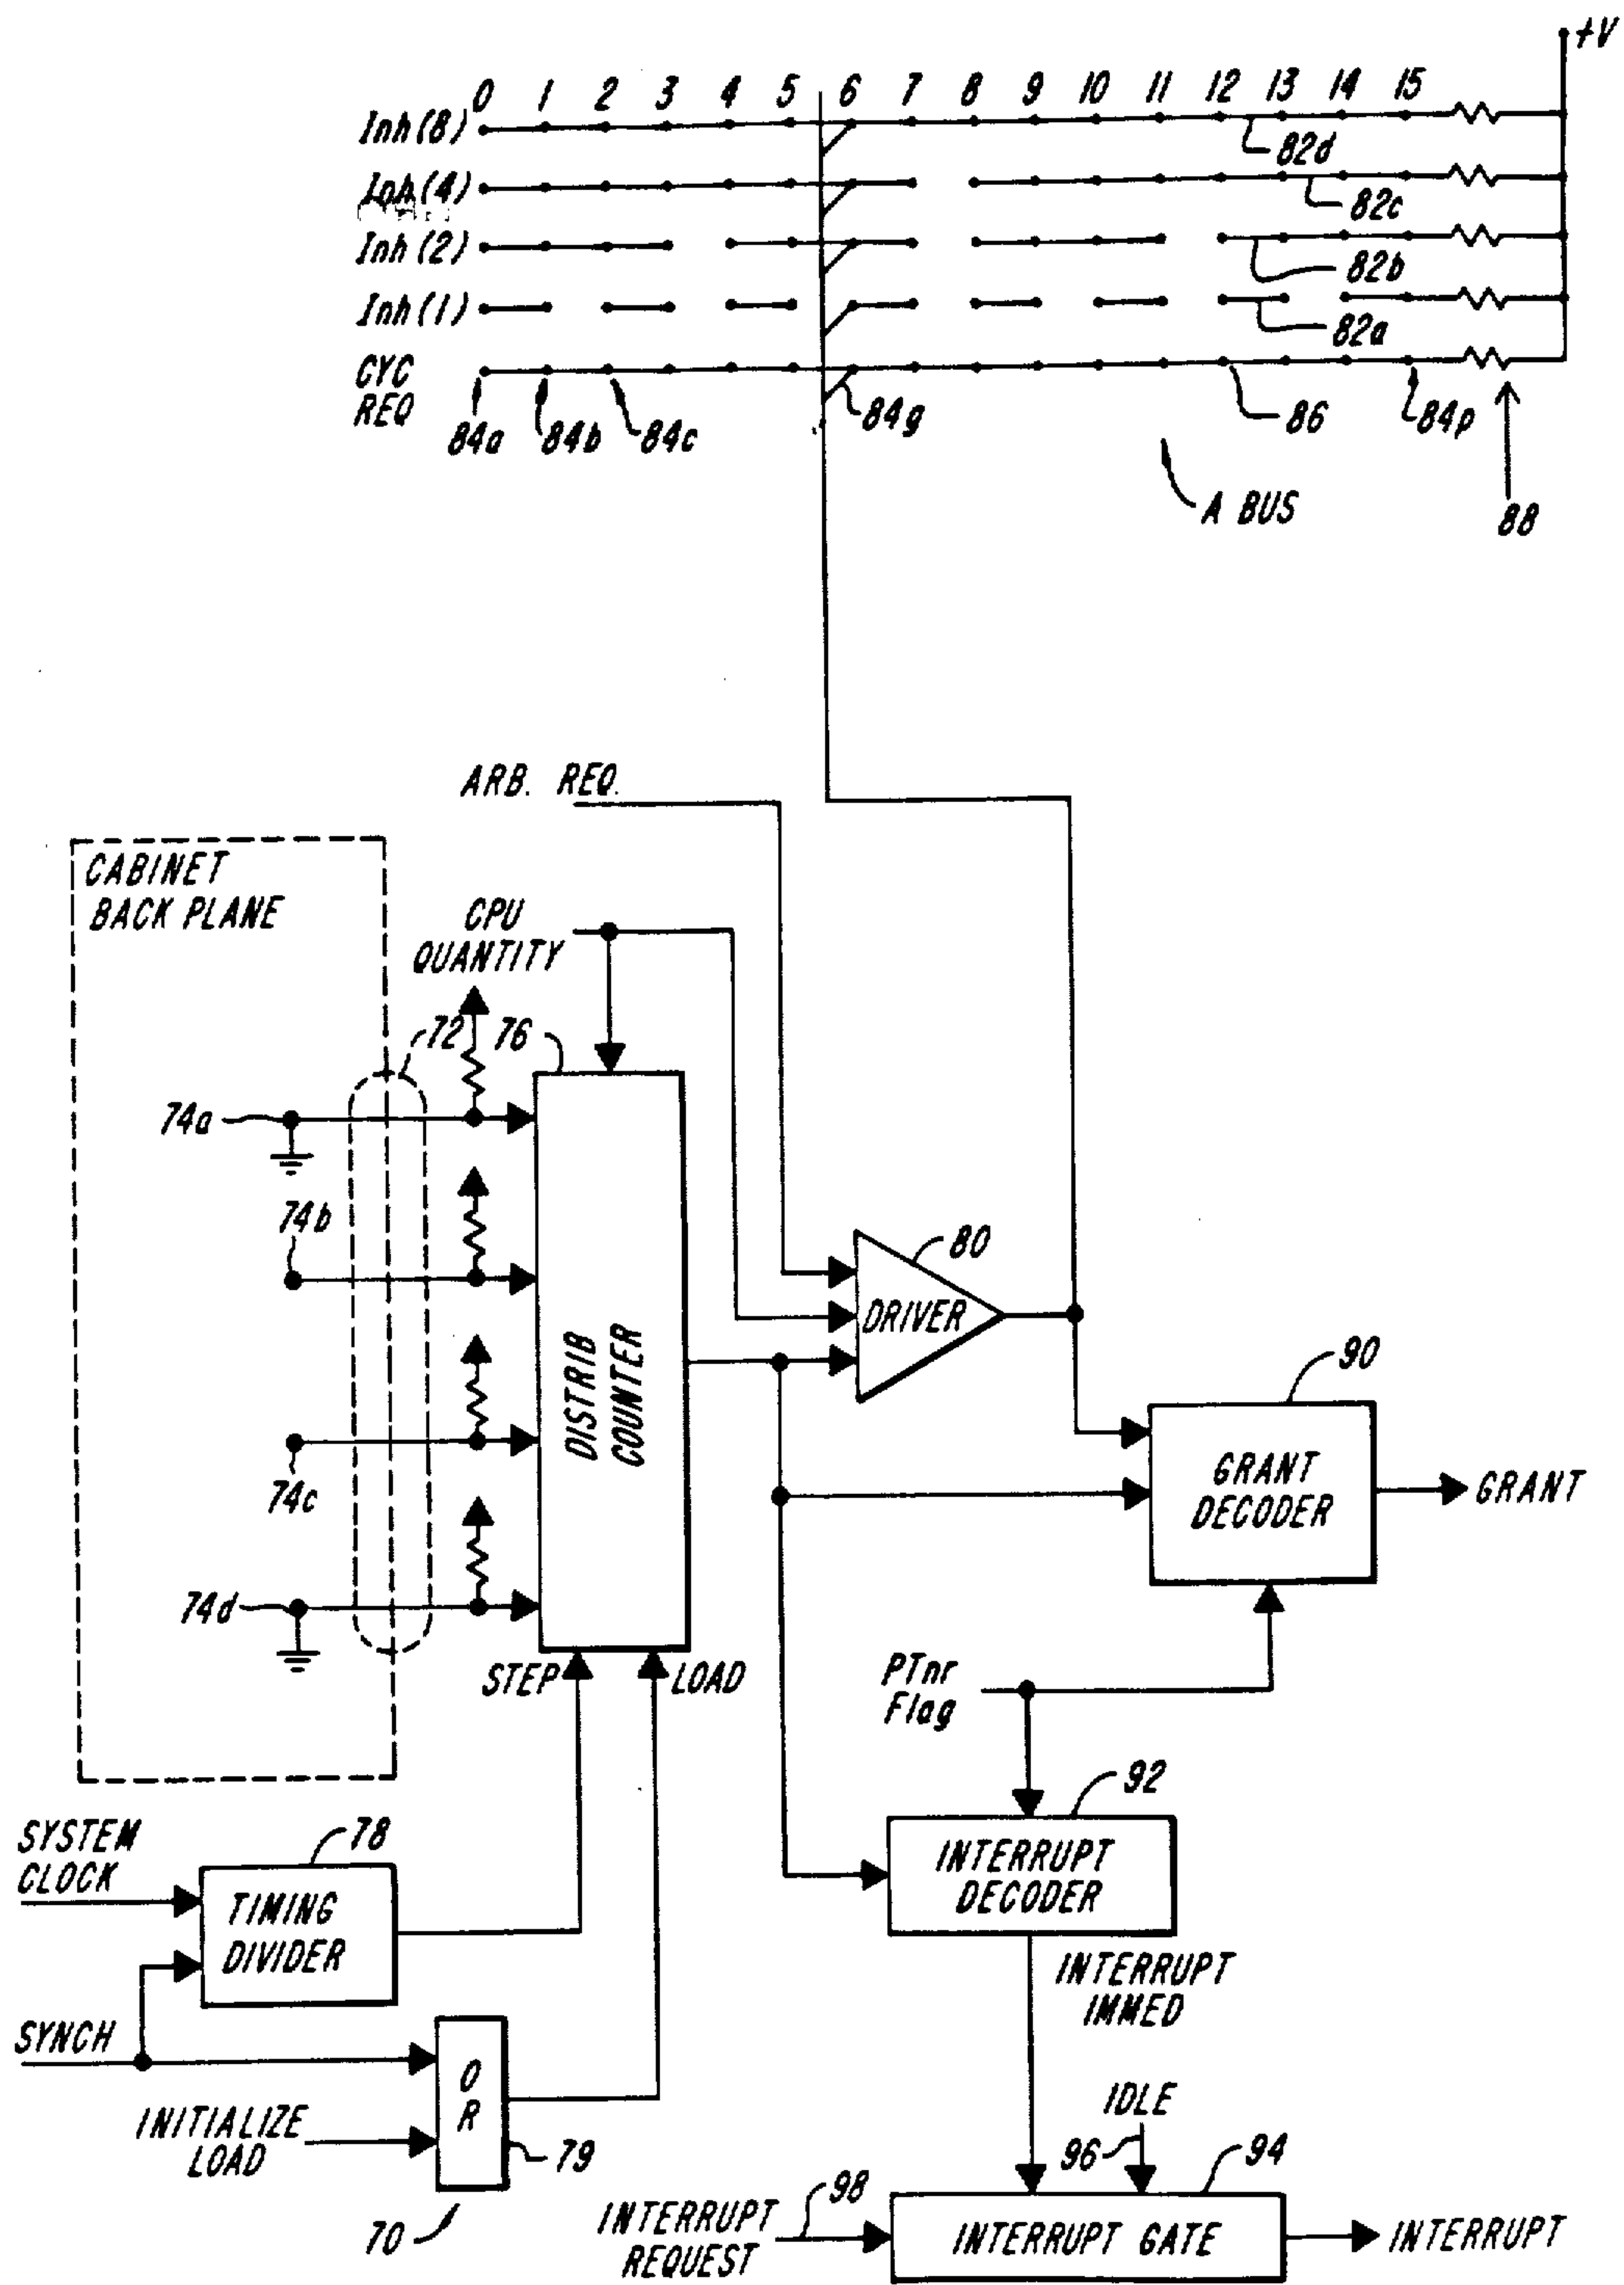 +V
0 1 2 3 4 5 6 7 8 9 10 11 12 13 14 15
Inh(8)
82d
Inh(4)
82c
Inh(2)
82b
Inh(1)
82a
CYC
REQ
84a
84b
84c
84g
86
84p
88
A BUS
ARB. REQ.
CABINET
BACK PLANE
CPU
QUANTITY
72
76
74a
74b
74c
74d
DISTRIB
COUNTER
STEP
LOAD
80
DRIVER
90
GRANT
DECODER
GRANT
PTnr
Flag
92
INTERRUPT
DECODER
INTERRUPT
IMMED
SYSTEM
CLOCK
78
TIMING
DIVIDER
SYNCH
INITIALIZE
LOAD
OR
79
70
IDLE
96
94
98
INTERRUPT
REQUEST
INTERRUPT GATE
INTERRUPT